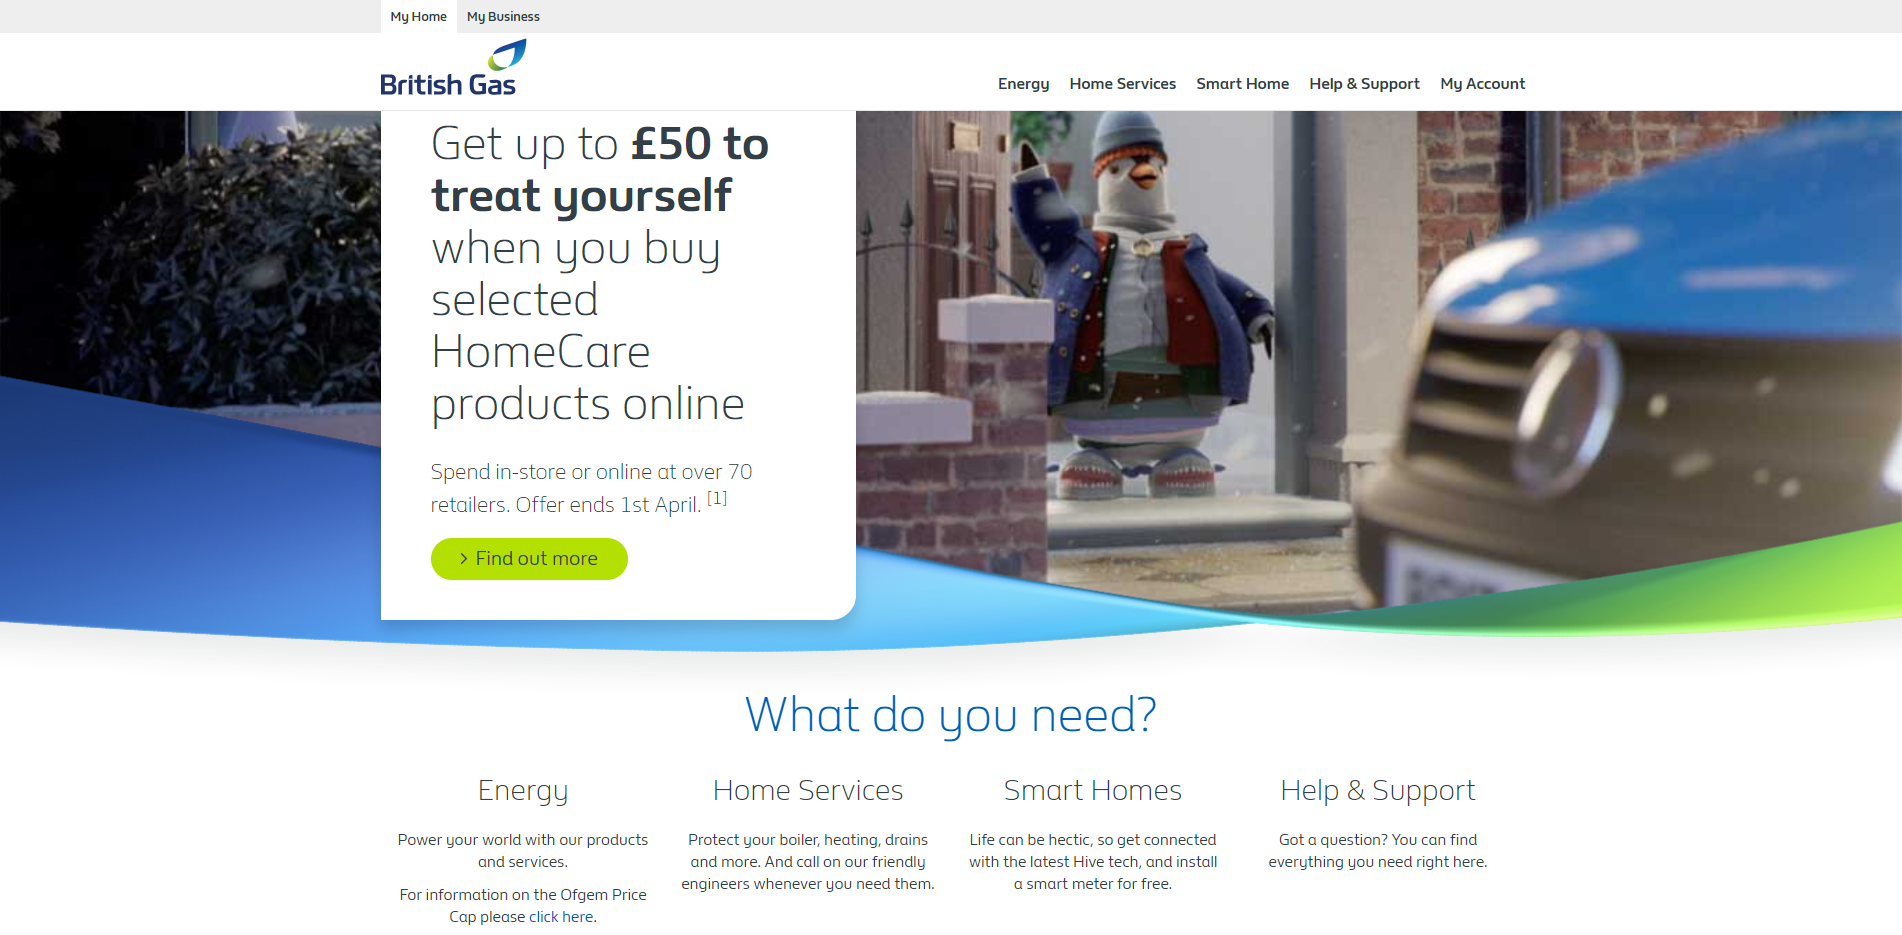 My Home My Business
British Gas
Energy Home Services Smart Home Help & Support My Account
Get up to £50 to
treat yourself
when you buy
selected
HomeCare
products online
Spend in-store or online at over 70
retailers. Offer ends 1st April. [1]
> Find out more
What do you need?
Energy
Power your world with our products
and services.
For information on the Ofgem Price
Cap please click here.
Home Services
Protect your boiler, heating, drains
and more. And call on our friendly
engineers whenever you need them.
Smart Homes
Life can be hectic, so get connected
with the latest Hive tech, and install
a smart meter for free.
Help & Support
Got a question? You can find
everything you need right here.